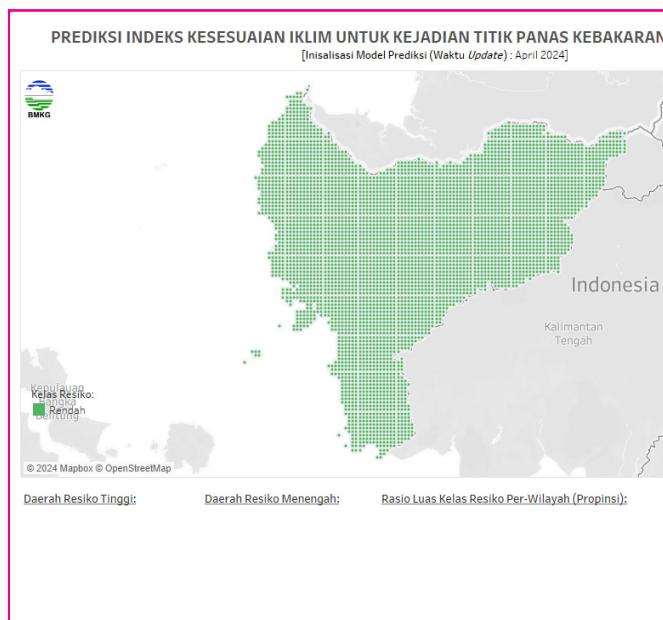 PREDIKSI INDEKS KESESUAIAN IKLIM UNTUK KEJADIAN TITIK PANAS KEBAKARAN
[Inisalisasi Model Prediksi (Waktu Update) : April 2024]
BMKG
Indonesia
Kalimantan
Tengah
Kepulauan
Bangka
Belitung
Kelas Resiko:
Rendah
© 2024 Mapbox © OpenStreetMap
Daerah Resiko Tinggi:
Daerah Resiko Menengah:
Rasio Luas Kelas Resiko Per-Wilayah (Propinsi):